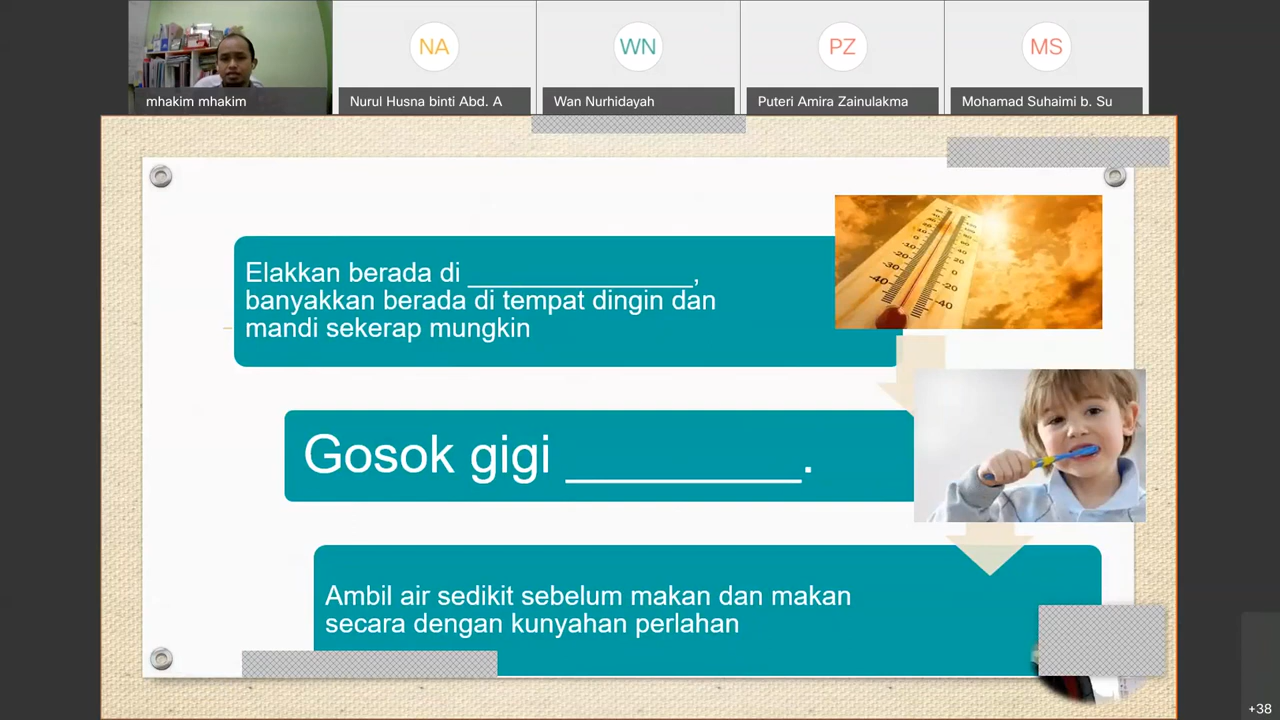 NA
WN
PZ
MS
mhakim mhakim
Nurul Husna binti Abd. A
Wan Nurhidayah
Puteri Amira Zainulakma
Mohamad Suhaimi b. Su
Elakkan berada di _______________,
banyakkan berada di tempat dingin dan
mandi sekerap mungkin
Gosok gigi ________.
Ambil air sedikit sebelum makan dan makan
secara dengan kunyahan perlahan
+38